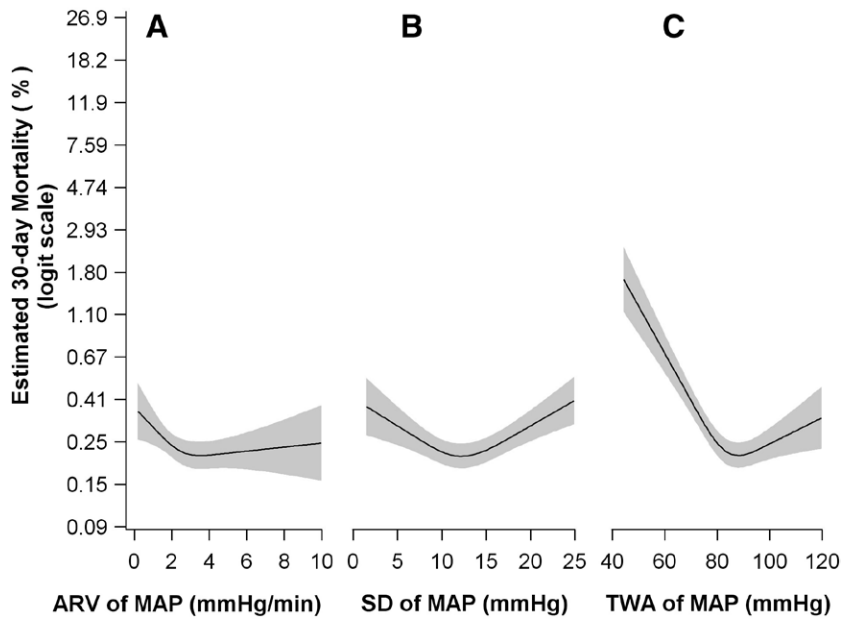 A B C
Estimated 30-day Mortality ( % )
(logit scale)
26.9
18.2
11.9
7.59
4.74
2.93
1.80
1.10
0.67
0.41
0.25
0.15
0.09
0 2 4 6 8 10
0 5 10 15 20 25
40 60 80 100 120
ARV of MAP (mmHg/min)
SD of MAP (mmHg)
TWA of MAP (mmHg)